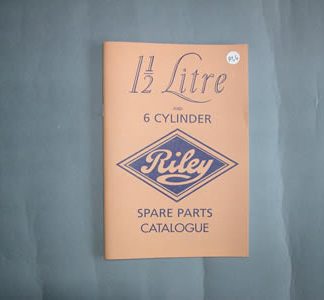 1½ Litre
AND
6 CYLINDER
Riley
SPARE PARTS
CATALOGUE